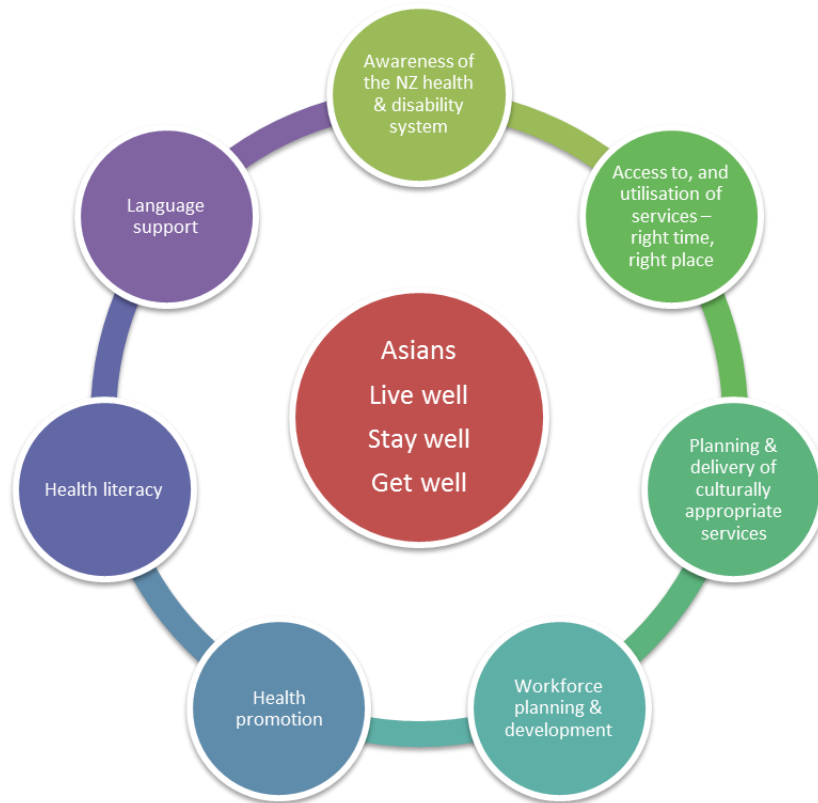 Awareness of
the NZ health
& disability
system
Access to, and
utilisation of
services –
right time,
right place
Planning &
delivery of
culturally
appropriate
services
Workforce
planning &
development
Health
promotion
Health literacy
Language
support
Asians
Live well
Stay well
Get well